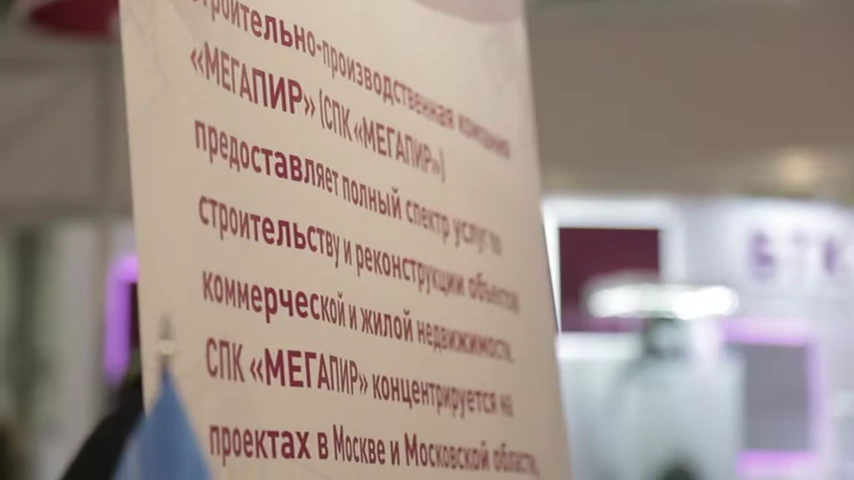 строительно-производственная компания
«МЕГАПИР» (СПК «МЕГАПИР»)
предоставляет полный спектр услуг по
строительству и реконструкции объектов
коммерческой и жилой недвижимости.
СПК «МЕГАПИР» концентрируется на
проектах в Москве и Московской области,